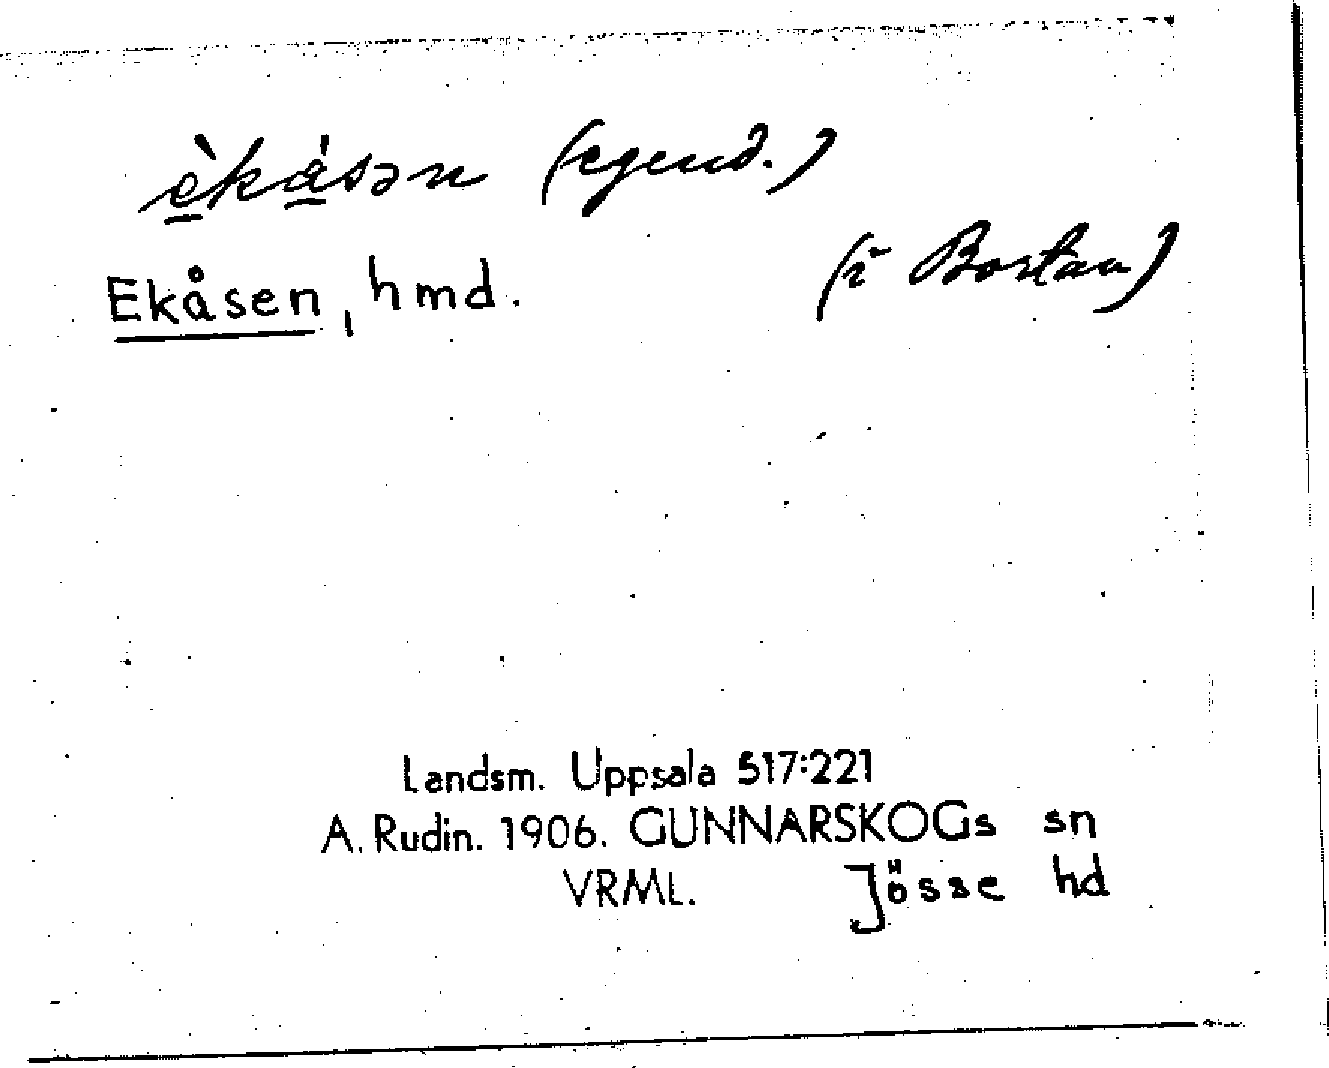 èkåsən (egend.)
(i Bortan)
Ekåsen, hmd.
Landsm. Uppsala 517:221
A. Rudin. 1906. GUNNARSKOGs sn
VRML. Jösse hd